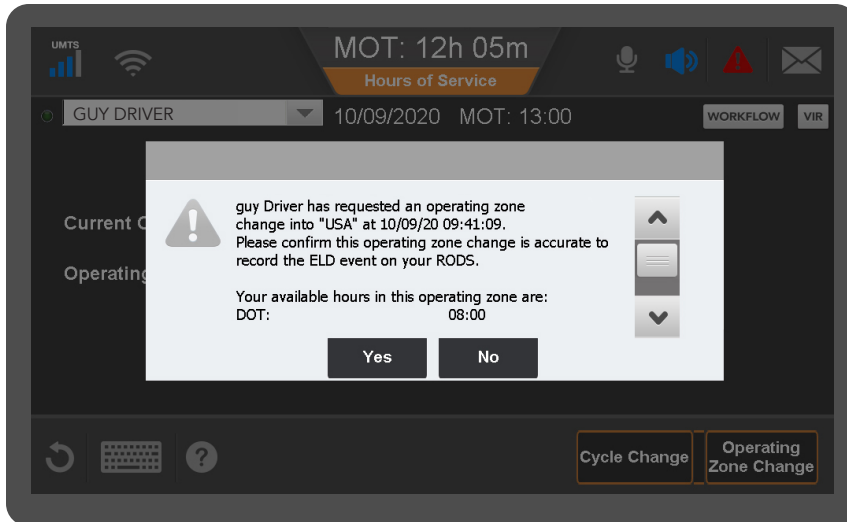 UMTS
MOT: 12h 05m
Hours of Service
GUY DRIVER
10/09/2020 MOT: 13:00
WORKFLOW
VIR
guy Driver has requested an operating zone
change into "USA" at 10/09/20 09:41:09.
Please confirm this operating zone change is accurate to
record the ELD event on your RODS.
Current C
Operating
Your available hours in this operating zone are:
DOT: 08:00
Yes
No
?
Cycle Change
Operating
Zone Change